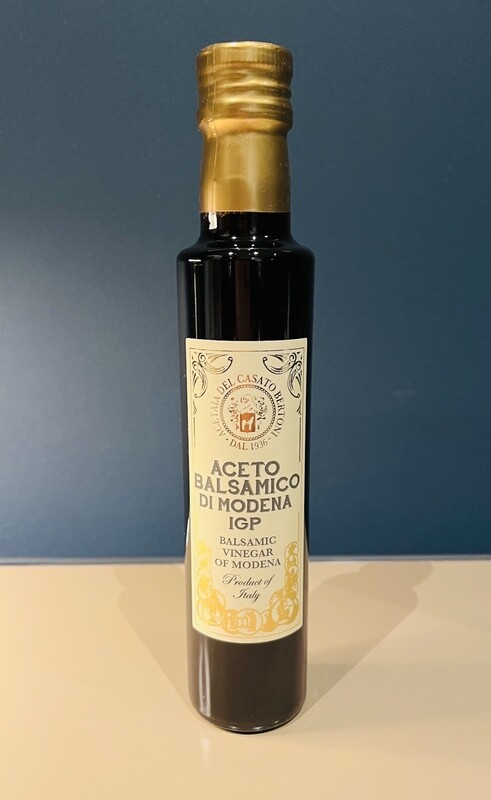 ACETAIA DEL CASATO BERTONI
- DAL 1936 -
ACETO
BALSAMICO
DI MODENA
IGP
BALSAMIC
VINEGAR
OF MODENA
Product of
Italy